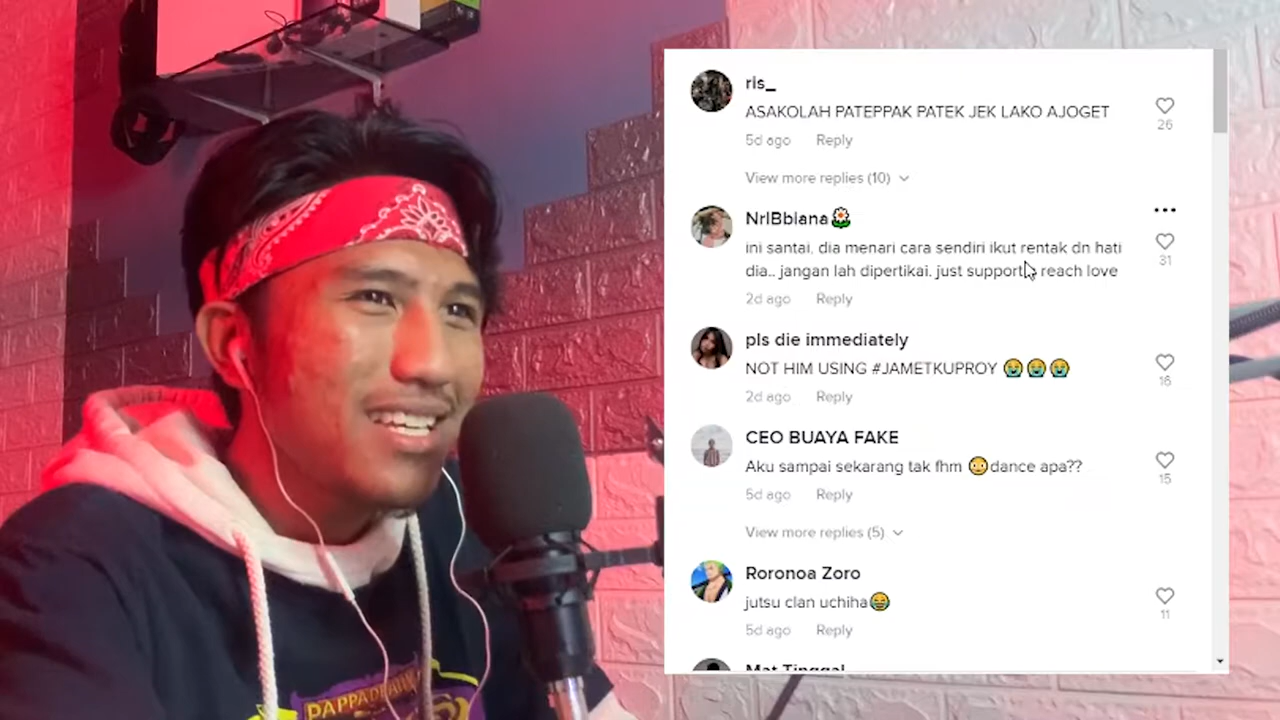 ris_
ASAKOLAH PATEPPAK PATEK JEK LAKO AJOGET
26
5d ago Reply
View more replies (10)
NrlBbiana🌼
ini santai. dia menari cara sendiri ikut rentak dn hati
dia.. jangan lah dipertikai. just support reach love
31
2d ago Reply
pls die immediately
NOT HIM USING #JAMETKUPROY 😭😭😭
16
2d ago Reply
CEO BUAYA FAKE
Aku sampai sekarang tak fhm 😳dance apa??
15
5d ago Reply
View more replies (5)
Roronoa Zoro
jutsu clan uchiha😂
11
5d ago Reply
Mat Tinggal